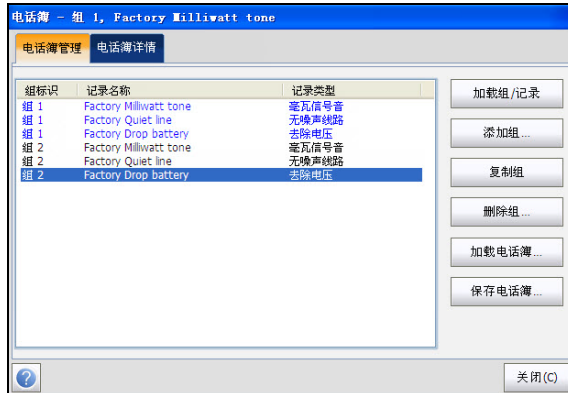 电话簿 - 组 1, Factory Milliwatt tone
电话簿管理 电话簿详情
组标识 记录名称 记录类型
组 1 Factory Milliwatt tone 毫瓦信号音
组 1 Factory Quiet line 无噪声线路
组 1 Factory Drop battery 去除电压
组 2 Factory Milliwatt tone 毫瓦信号音
组 2 Factory Quiet line 无噪声线路
组 2 Factory Drop battery 去除电压
加载组/记录
添加组...
复制组
删除组...
加载电话簿...
保存电话簿...
?
关闭(C)